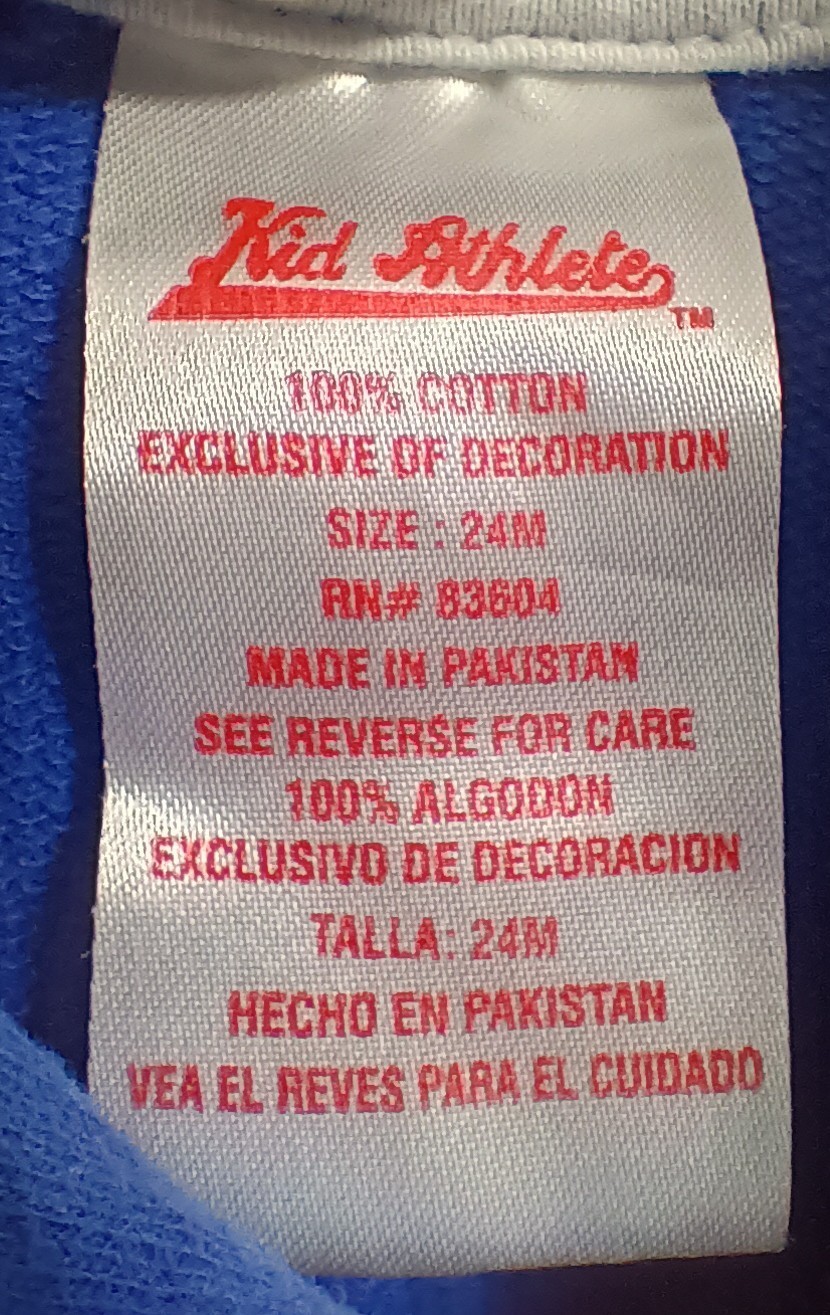 Kid Athlete TM
100% COTTON
EXCLUSIVE OF DECORATION
SIZE : 24M
RN# 83604
MADE IN PAKISTAN
SEE REVERSE FOR CARE
100% ALGODON
EXCLUSIVO DE DECORACION
TALLA: 24M
HECHO EN PAKISTAN
VEA EL REVES PARA EL CUIDADO